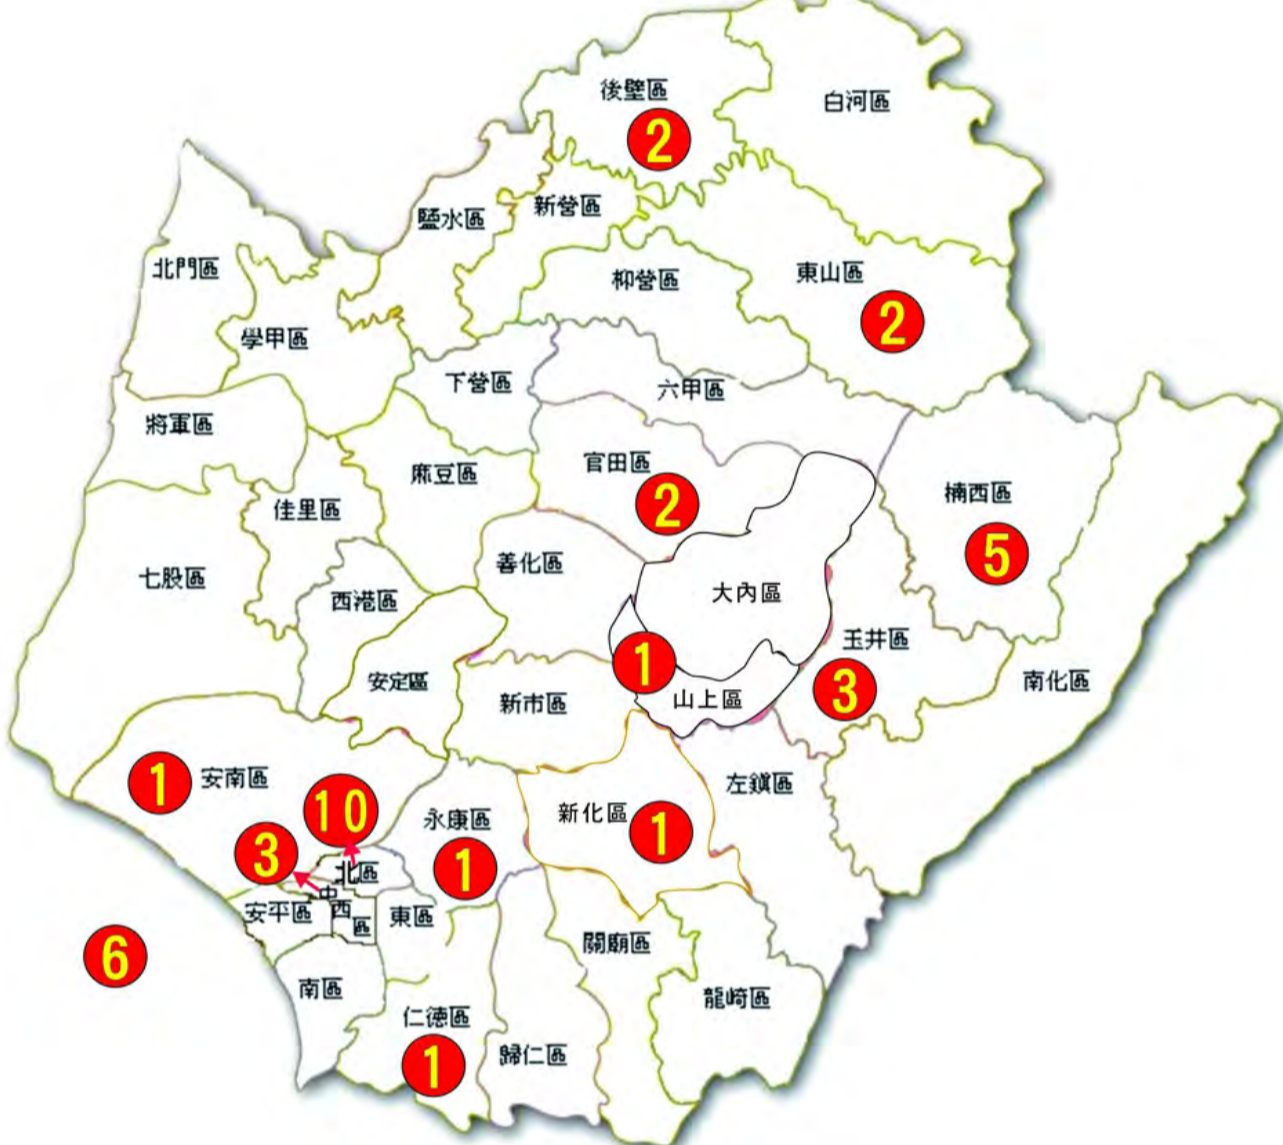 後壁區
2
白河區
鹽水區
新營區
北門區
柳營區
東山區
2
學甲區
下營區
六甲區
將軍區
麻豆區
官田區
2
楠西區
5
佳里區
七股區
善化區
西港區
大內區
玉井區
3
1
安定區
新市區
山上區
南化區
1
安南區
10
永康區
1
新化區
1
左鎮區
3
北區
中
西
區
安平區
東區
6
關廟區
南區
龍崎區
仁德區
1
歸仁區